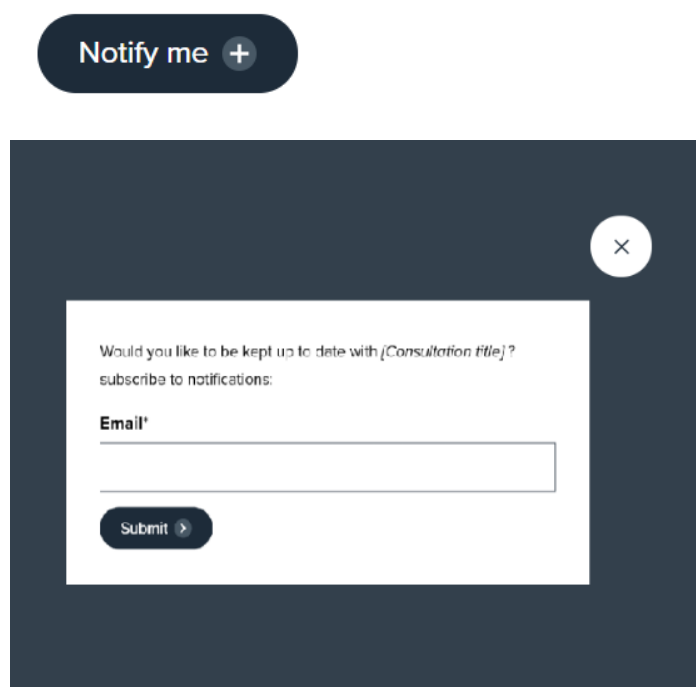 Notify me +
Would you like to be kept up to date with [Consultation title] ?
subscribe to notifications:
Email*
Submit